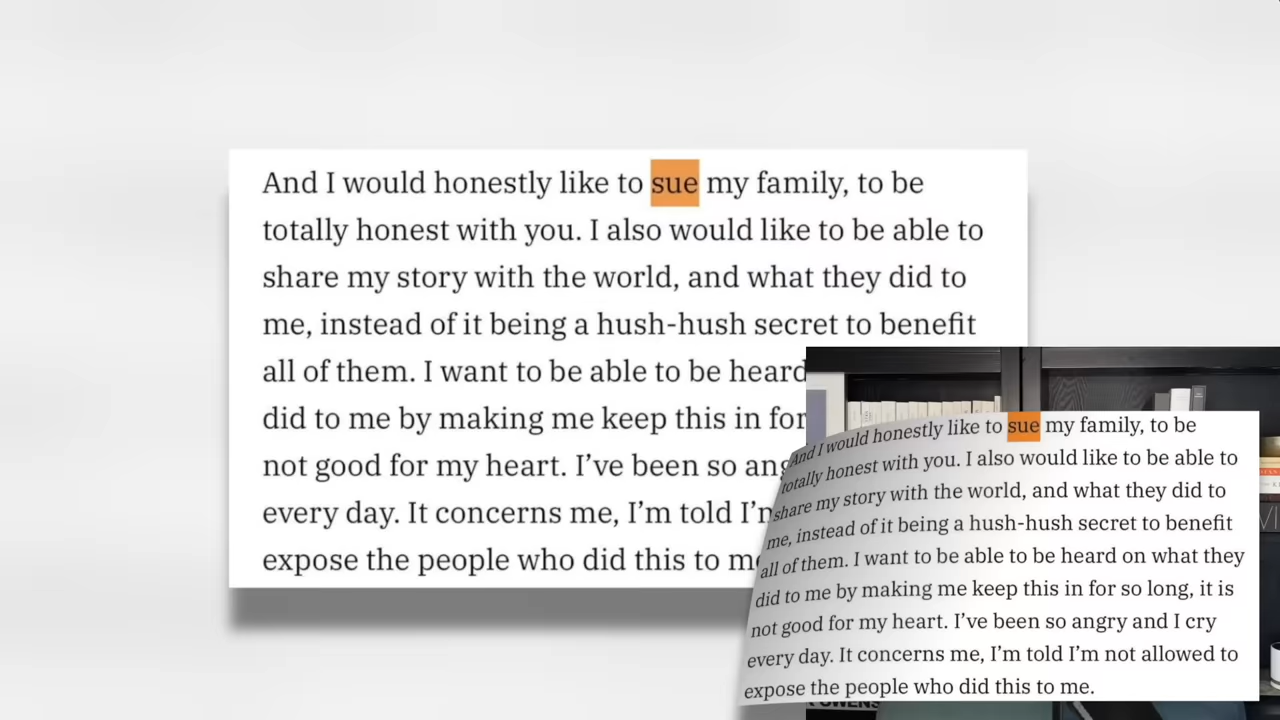 And I would honestly like to sue my family, to be
totally honest with you. I also would like to be able to
share my story with the world, and what they did to
me, instead of it being a hush-hush secret to benefit
all of them. I want to be able to be heard
did to me by making me keep this in for
not good for my heart. I’ve been so ang
every day. It concerns me, I’m told I’m
expose the people who did this to me
And I would honestly like to sue my family, to be
totally honest with you. I also would like to be able to
share my story with the world, and what they did to
me, instead of it being a hush-hush secret to benefit
all of them. I want to be able to be heard on what they
did to me by making me keep this in for so long, it is
not good for my heart. I’ve been so angry and I cry
every day. It concerns me, I’m told I’m not allowed to
expose the people who did this to me.